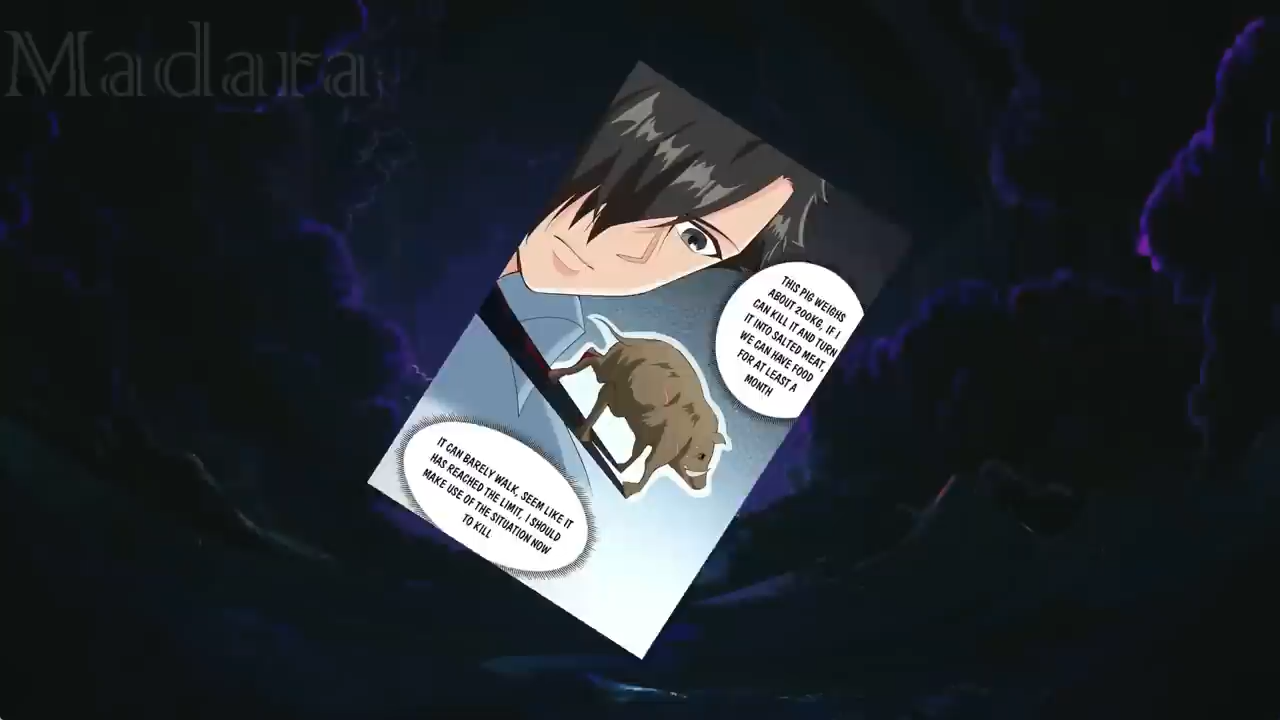 Madara
THIS PIG WEIGHS
ABOUT 200KG, IF I
CAN KILL IT AND TURN
IT INTO SALTED MEAT,
WE CAN HAVE FOOD
FOR AT LEAST A
MONTH
IT CAN BARELY WALK, SEEM LIKE IT
HAS REACHED THE LIMIT, I SHOULD
MAKE USE OF THE SITUATION NOW
TO KILL